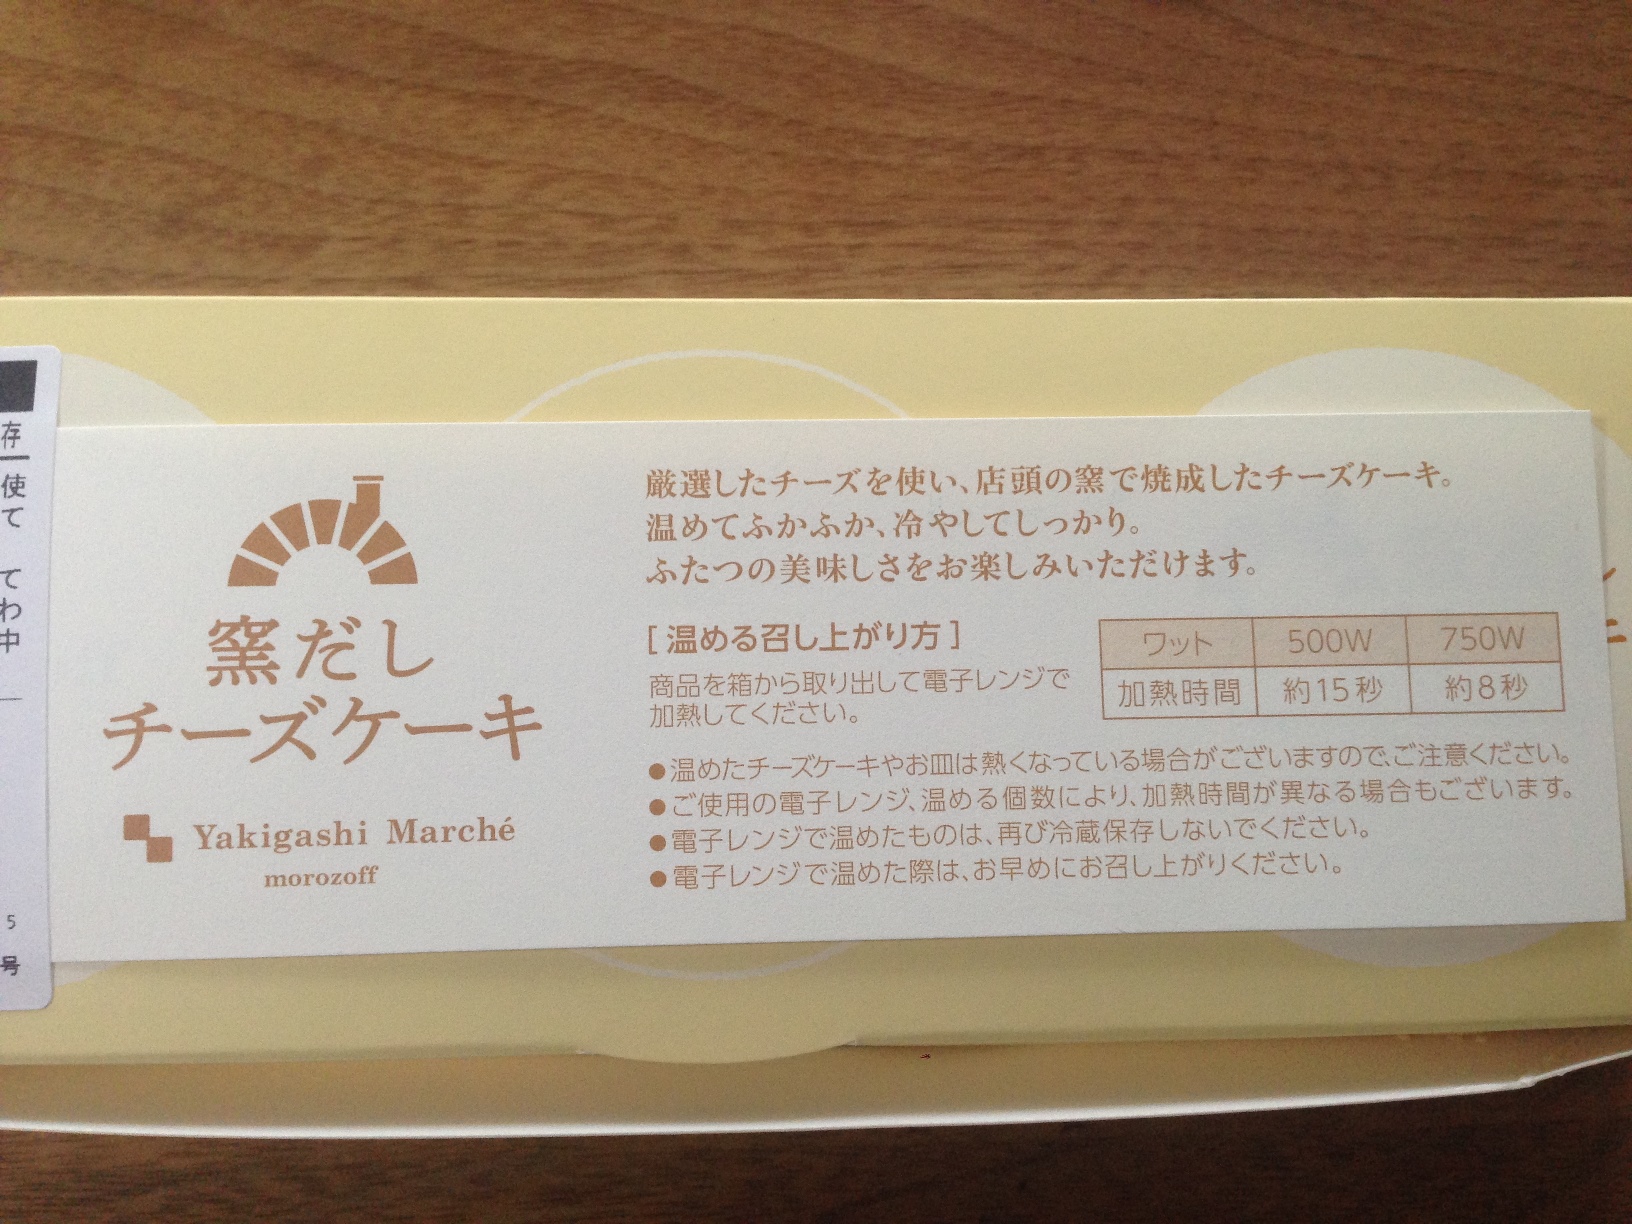 存
使
て
て
わ
中
5
号
窯だし
チーズケーキ
Yakigashi Marché
morozoff
厳選したチーズを使い、店頭の窯で焼成したチーズケーキ。
温めてふかふか、冷やしてしっかり。
ふたつの美味しさをお楽しみいただけます。
[ 温める召し上がり方 ]
商品を箱から取り出して電子レンジで
加熱してください。
ワット 500W 750W
加熱時間 約15秒 約8秒
●温めたチーズケーキやお皿は熱くなっている場合がございますので、ご注意ください。
●ご使用の電子レンジ、温める個数により、加熱時間が異なる場合もございます。
●電子レンジで温めたものは、再び冷蔵保存しないでください。
●電子レンジで温めた際は、お早めにお召し上がりください。